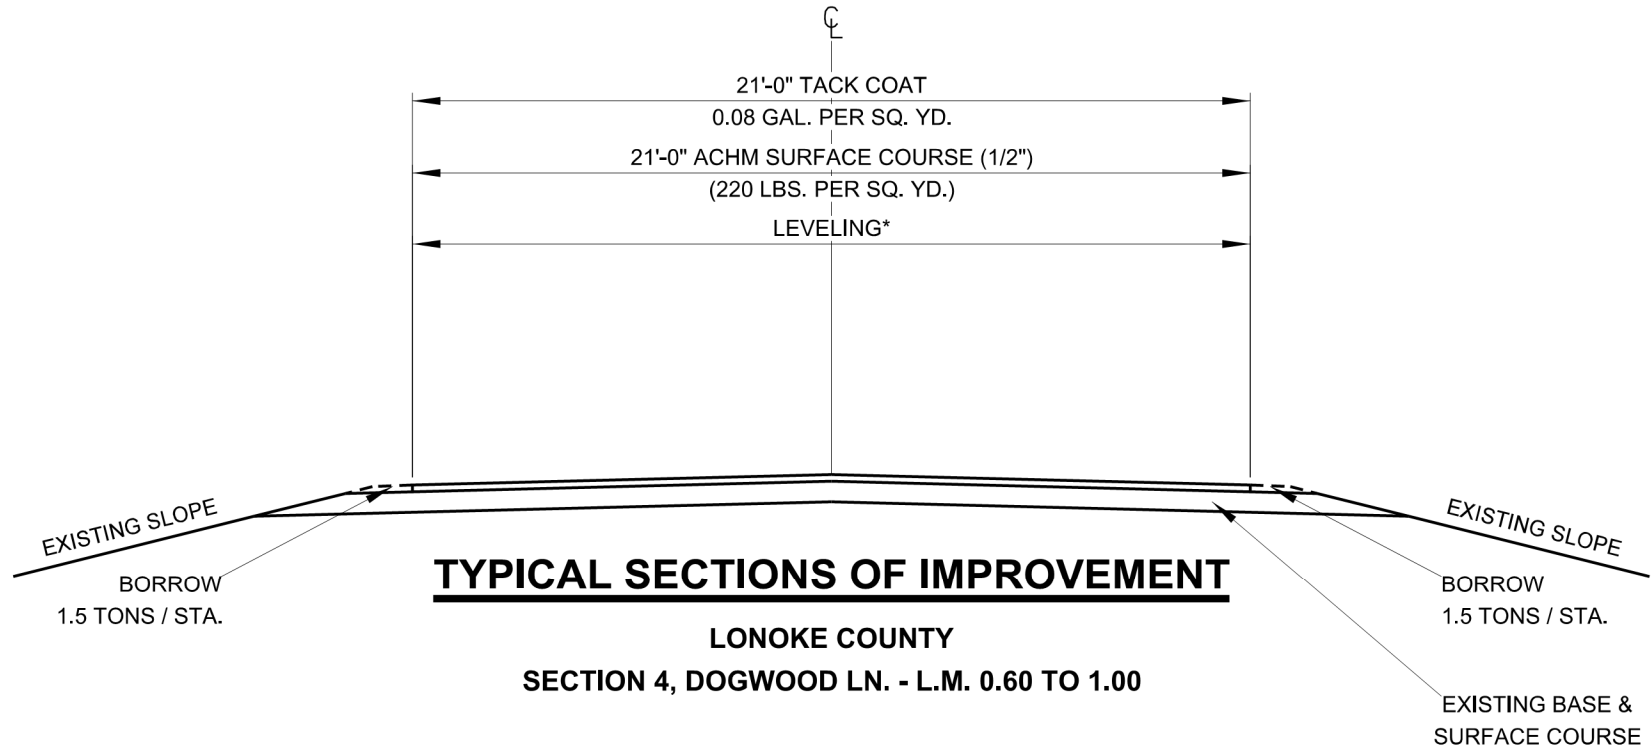 ℄
21'-0" TACK COAT
0.08 GAL. PER SQ. YD.
21'-0" ACHM SURFACE COURSE (1/2")
(220 LBS. PER SQ. YD.)
LEVELING*
EXISTING SLOPE
EXISTING SLOPE
BORROW
1.5 TONS / STA.
TYPICAL SECTIONS OF IMPROVEMENT
BORROW
1.5 TONS / STA.
LONOKE COUNTY
SECTION 4, DOGWOOD LN. - L.M. 0.60 TO 1.00
EXISTING BASE &
SURFACE COURSE